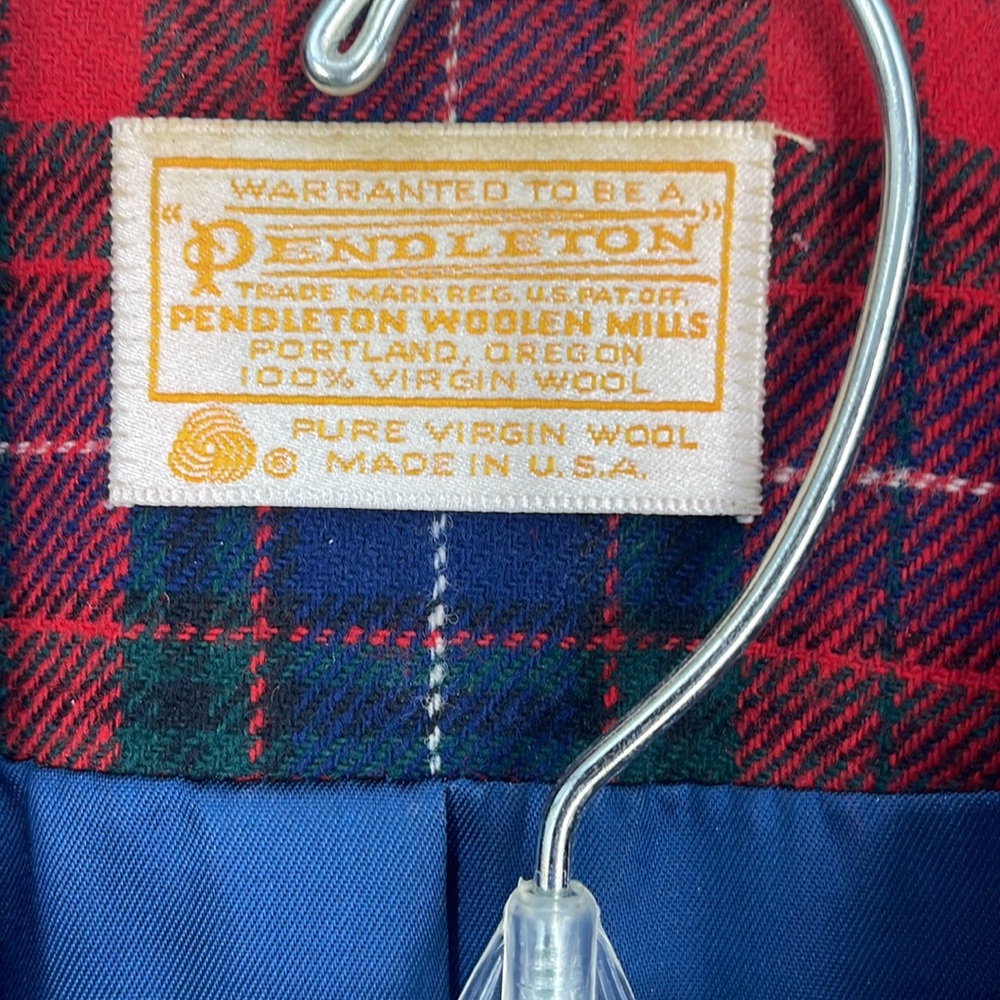 WARRANTED TO BE A
"PENDLETON"
TRADE MARK REG. U.S. PAT. OFF.
PENDLETON WOOLEN MILLS
PORTLAND, OREGON
100% VIRGIN WOOL
PURE VIRGIN WOOL
® MADE IN U.S.A.